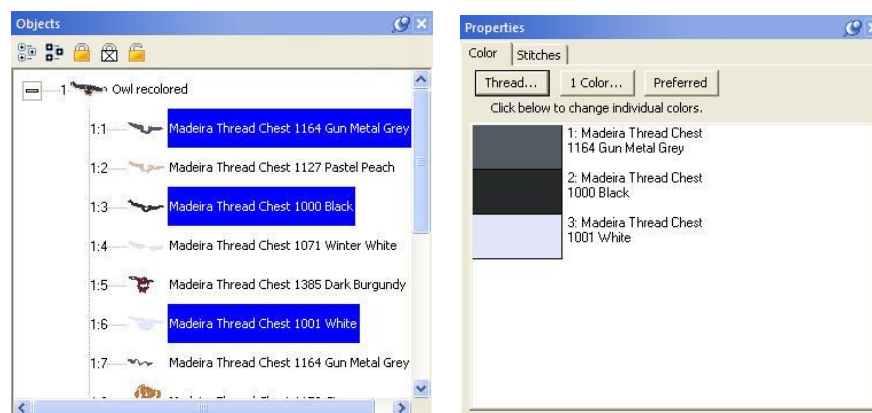 Objects
1 Owl recolored
1:1 Madeira Thread Chest 1164 Gun Metal Grey
1:2 Madeira Thread Chest 1127 Pastel Peach
1:3 Madeira Thread Chest 1000 Black
1:4 Madeira Thread Chest 1071 Winter White
1:5 Madeira Thread Chest 1385 Dark Burgundy
1:6 Madeira Thread Chest 1001 White
1:7 Madeira Thread Chest 1164 Gun Metal Grey
Properties
Color Stitches
Thread... 1 Color... Preferred
Click below to change individual colors.
1: Madeira Thread Chest
1164 Gun Metal Grey
2: Madeira Thread Chest
1000 Black
3: Madeira Thread Chest
1001 White